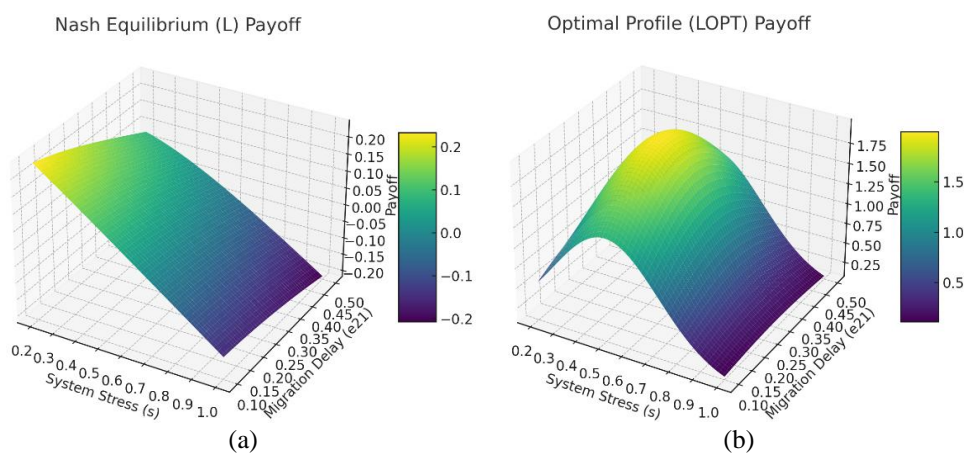 Nash Equilibrium (L) Payoff
0.20
0.15
0.10
0.05
0.00
−0.05
−0.10
−0.15
−0.20
Payoff
0.2
0.1
0.0
−0.1
−0.2
0.2 0.3 0.4 0.5 0.6 0.7 0.8 0.9 1.0
System Stress (s)
0.10 0.15 0.20 0.25 0.30 0.35 0.40 0.45 0.50
Migration Delay (e21)
(a)
Optimal Profile (LOPT) Payoff
1.75
1.50
1.25
1.00
0.75
0.50
0.25
Payoff
1.5
1.0
0.5
0.2 0.3 0.4 0.5 0.6 0.7 0.8 0.9 1.0
System Stress (s)
0.10 0.15 0.20 0.25 0.30 0.35 0.40 0.45 0.50
Migration Delay (e21)
(b)